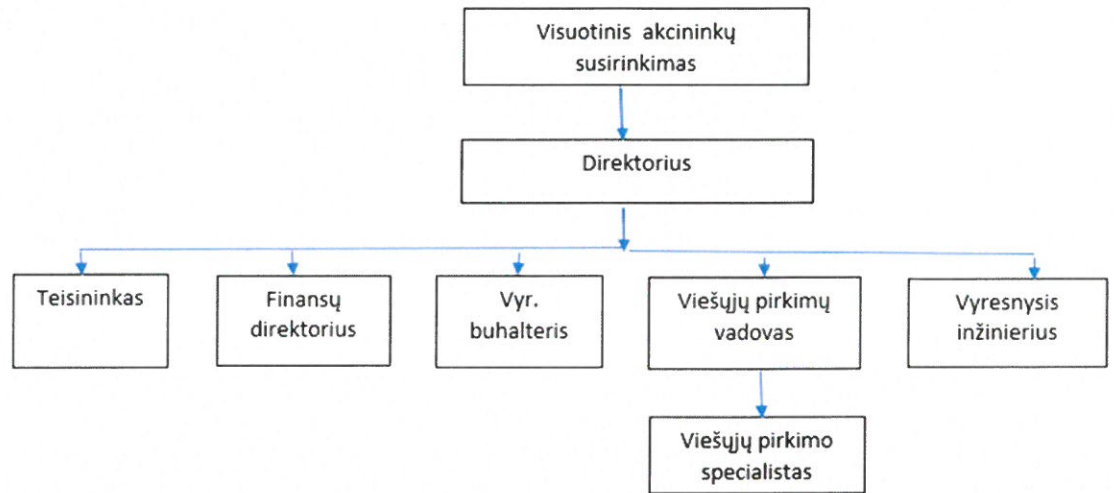 Visuotinis akcininkų
susirinkimas
Direktorius
Teisininkas
Finansų
direktorius
Vyr.
buhalteris
Viešųjų pirkimų
vadovas
Vyresnysis
inžinierius
Viešųjų pirkimo
specialistas